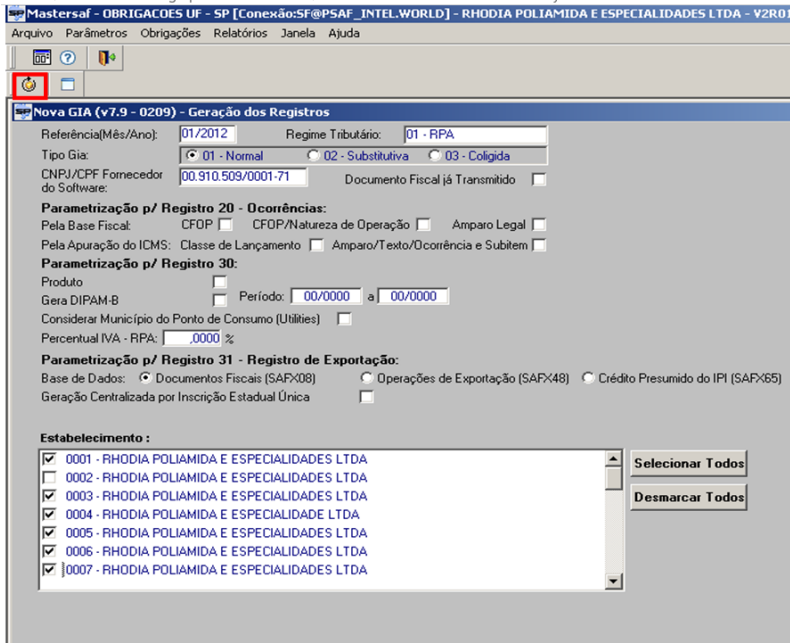 Mastersaf - OBRIGACOES UF - SP [Conexão:SF@PSAF_INTEL.WORLD] - RHODIA POLIAMIDA E ESPECIALIDADES LTDA - V2R01
Arquivo Parâmetros Obrigações Relatórios Janela Ajuda
Nova GIA (v7.9 - 0209) - Geração dos Registros
Referência(Mês/Ano): 01/2012 Regime Tributário: 01 - RPA
Tipo Gia: 01 - Normal 02 - Substitutiva 03 - Coligida
CNPJ/CPF Fornecedor do Software: 00.910.509/0001-71 Documento Fiscal já Transmitido
Parametrização p/ Registro 20 - Ocorrências:
Pela Base Fiscal: CFOP CFOP/Natureza de Operação Amparo Legal
Pela Apuração do ICMS: Classe de Lançamento Amparo/Texto/Ocorrência e Subitem
Parametrização p/ Registro 30:
Produto
Gera DIPAM-B Período: 00/0000 a 00/0000
Considerar Município do Ponto de Consumo (Utilities)
Percentual IVA - RPA: ,0000 %
Parametrização p/ Registro 31 - Registro de Exportação:
Base de Dados: Documentos Fiscais (SAFX08) Operações de Exportação (SAFX48) Crédito Presumido do IPI (SAFX65)
Geração Centralizada por Inscrição Estadual Única
Estabelecimento :
0001 - RHODIA POLIAMIDA E ESPECIALIDADES LTDA
0002 - RHODIA POLIAMIDA E ESPECIALIDADES LTDA
0003 - RHODIA POLIAMIDA E ESPECIALIDADES LTDA
0004 - RHODIA POLIAMIDA E ESPECIALIDADE LTDA
0005 - RHODIA POLIAMIDA E ESPECIALIDADES LTDA
0006 - RHODIA POLIAMIDA E ESPECIALIDADES LTDA
0007 - RHODIA POLIAMIDA E ESPECIALIDADES LTDA
Selecionar Todos
Desmarcar Todos